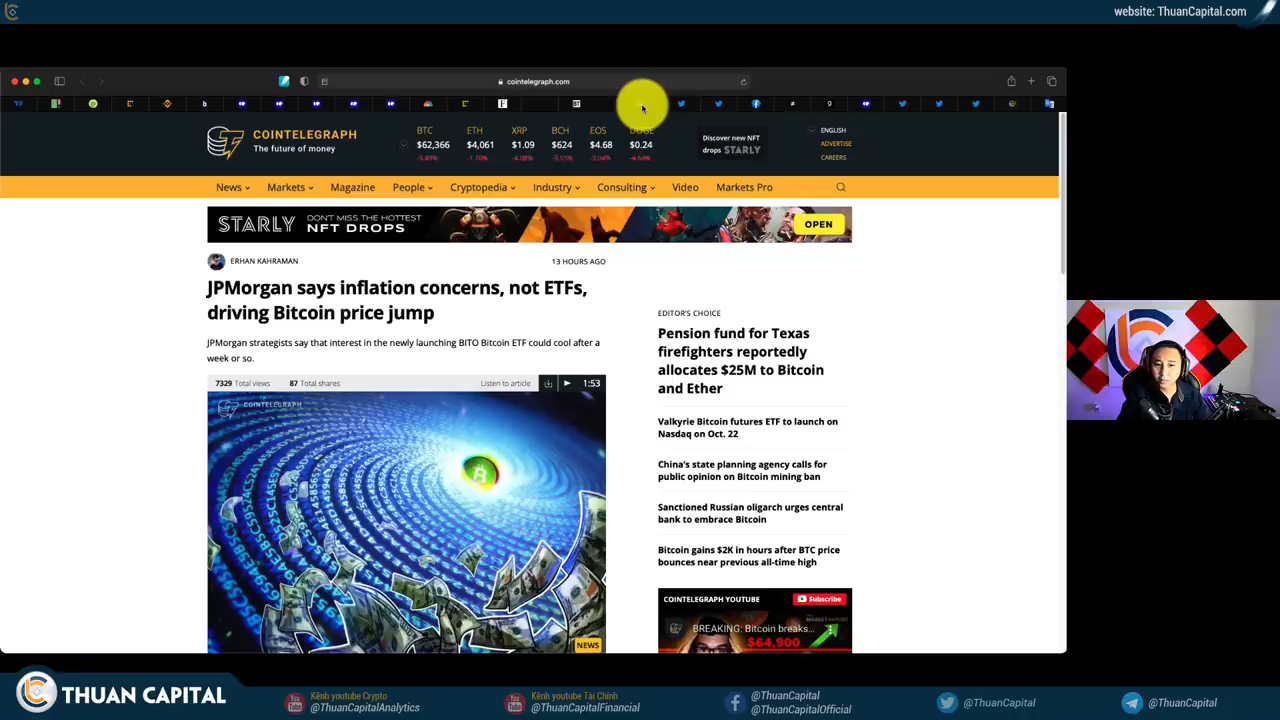 website: ThuanCapital.com
cointelegraph.com
COINTELEGRAPH
The future of money
BTC
$62,366
-5.49%
ETH
$4,061
-1.70%
XRP
$1.09
-4.08%
BCH
$624
-3.15%
EOS
$4.68
-3.04%
DOGE
$0.24
-4.64%
Discover new NFT
drops STARLY
ENGLISH
ADVERTISE
CAREERS
News
Markets
Magazine
People
Cryptopedia
Industry
Consulting
Video
Markets Pro
STARLY
DON'T MISS THE HOTTEST
NFT DROPS
OPEN
ERHAN KAHRAMAN
13 HOURS AGO
JPMorgan says inflation concerns, not ETFs,
driving Bitcoin price jump
JPMorgan strategists say that interest in the newly launching BITO Bitcoin ETF could cool after a
week or so.
7329 Total views
87 Total shares
Listen to article
1:53
COINTELEGRAPH
NEWS
EDITOR'S CHOICE
Pension fund for Texas
firefighters reportedly
allocates $25M to Bitcoin
and Ether
Valkyrie Bitcoin futures ETF to launch on
Nasdaq on Oct. 22
China's state planning agency calls for
public opinion on Bitcoin mining ban
Sanctioned Russian oligarch urges central
bank to embrace Bitcoin
Bitcoin gains $2K in hours after BTC price
bounces near previous all-time high
COINTELEGRAPH YOUTUBE
Subscribe
BREAKING: Bitcoin breaks...
$64,900
THUAN CAPITAL
Kênh youtube Crypto
@ThuanCapitalAnalytics
Kênh youtube Tài Chính
@ThuanCapitalFinancial
@ThuanCapital
@ThuanCapitalOfficial
@ThuanCapital
@ThuanCapital